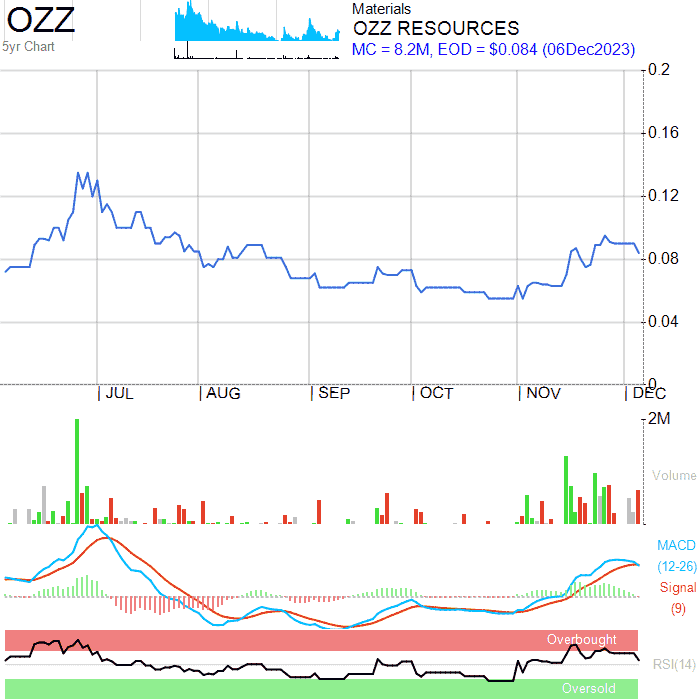 OZZ
5yr Chart
Materials
OZZ RESOURCES
MC = 8.2M, EOD = $0.084 (06Dec2023)
0.2
0.16
0.12
0.08
0.04
0
JUL
AUG
SEP
OCT
NOV
DEC
2M
Volume
MACD
(12-26)
Signal
(9)
Overbought
RSI(14)
Oversold